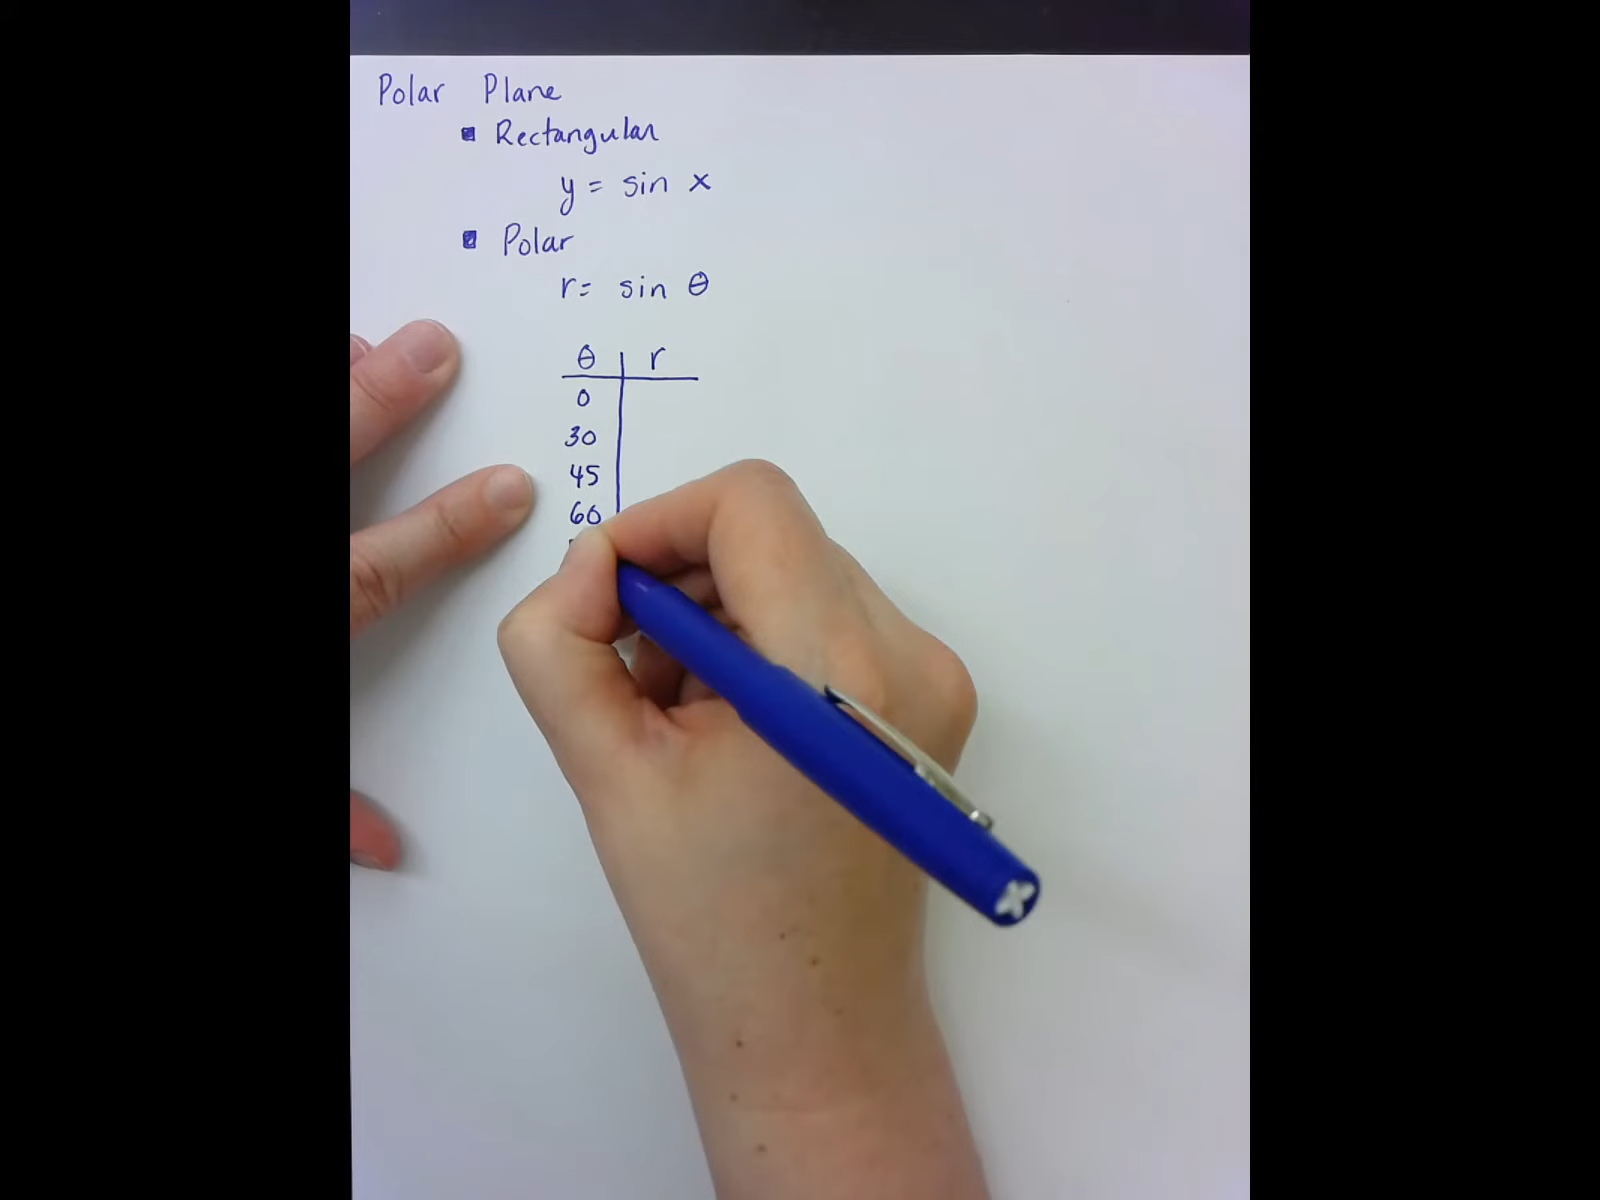 Polar Plane
▪ Rectangular
y = sin x
▪ Polar
r = sin θ
θ | r
0
30
45
60